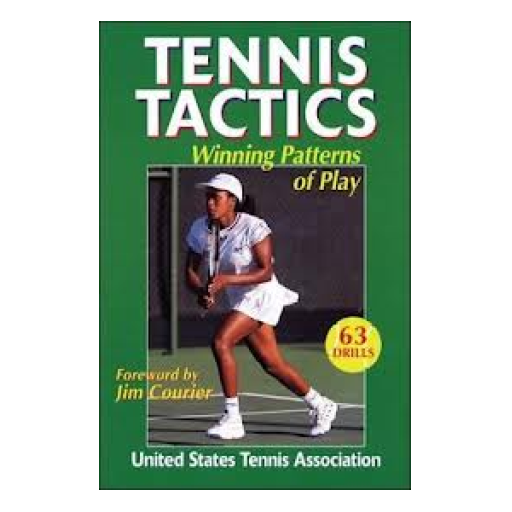 TENNIS
TACTICS
Winning Patterns
of Play
63
DRILLS
Foreword by
Jim Courier
United States Tennis Association